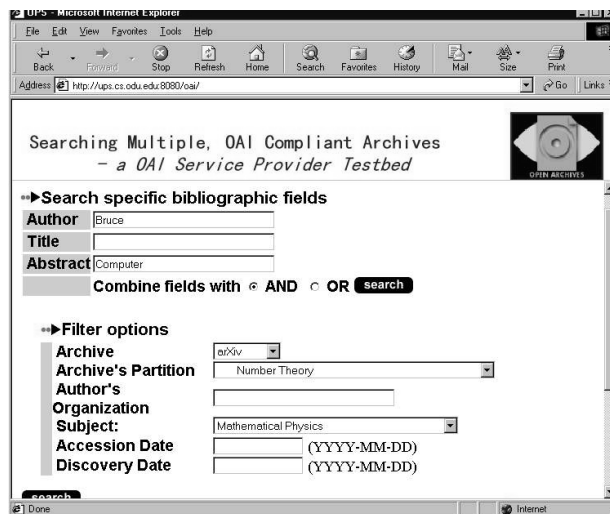 UPS - Microsoft Internet Explorer
File Edit View Favorites Tools Help
Back Forward Stop Refresh Home Search Favorites History Mail Size Print
Address http://ups.cs.odu.edu:8080/oai/ Go Links
Searching Multiple, OAI Compliant Archives
- a OAI Service Provider Testbed
OPEN ARCHIVES
Search specific bibliographic fields
Author Bruce
Title
Abstract Computer
Combine fields with AND OR search
Filter options
Archive arXiv
Archive's Partition Number Theory
Author's
Organization
Subject: Mathematical Physics
Accession Date (YYYY-MM-DD)
Discovery Date (YYYY-MM-DD)
search
Done Internet